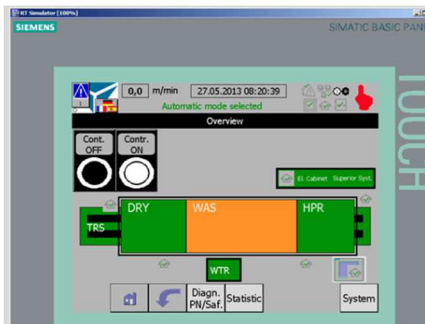 RT Simulator [100%]
SIEMENS
SIMATIC BASIC PAN
TOUCH
1
0,0 m/min 27.05.2013 08:20:39
Automatic mode selected
Overview
Cont. OFF
Contr. ON
El. Cabinet Superior Syst.
DRY WAS HPR
TRS
WTR
Diagn. PN/Saf.
Statistic
System